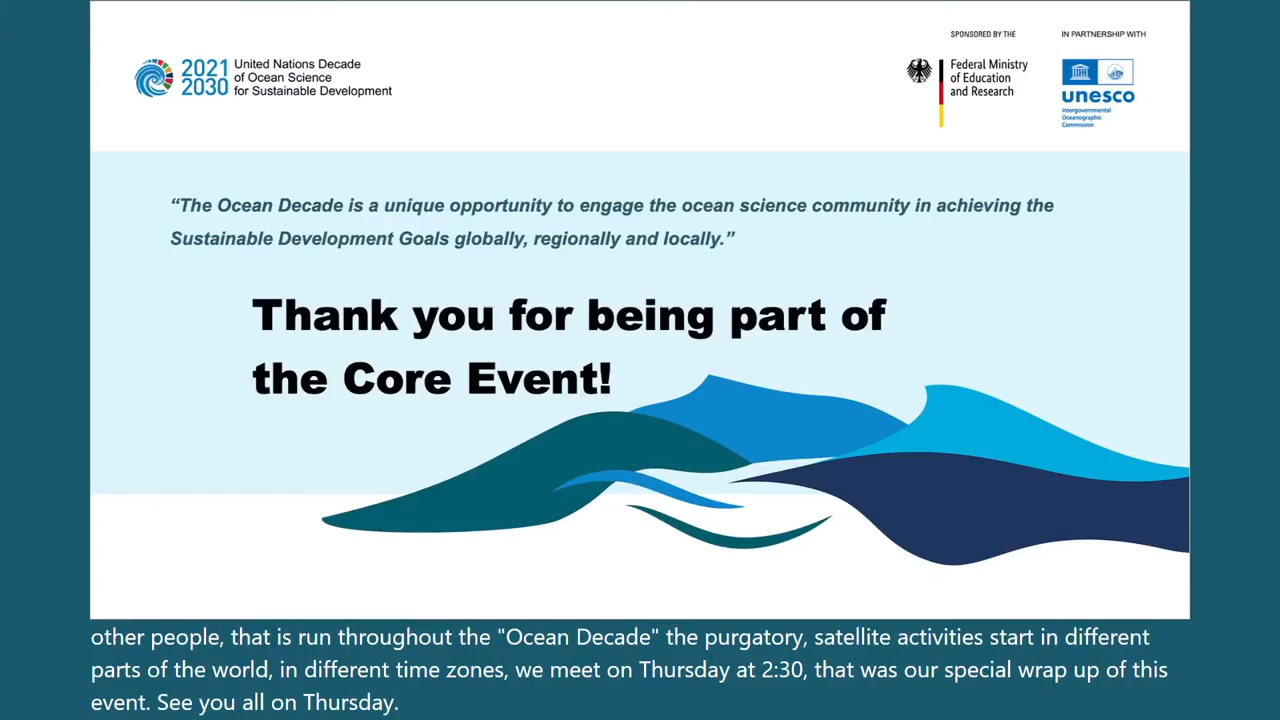 SPONSORED BY THE
IN PARTNERSHIP WITH
2021
2030
United Nations Decade
of Ocean Science
for Sustainable Development
Federal Ministry
of Education
and Research
unesco
Intergovernmental
Oceanographic
Commission
“The Ocean Decade is a unique opportunity to engage the ocean science community in achieving the
Sustainable Development Goals globally, regionally and locally.”
Thank you for being part of
the Core Event!
other people, that is run throughout the "Ocean Decade" the purgatory, satellite activities start in different
parts of the world, in different time zones, we meet on Thursday at 2:30, that was our special wrap up of this
event. See you all on Thursday.